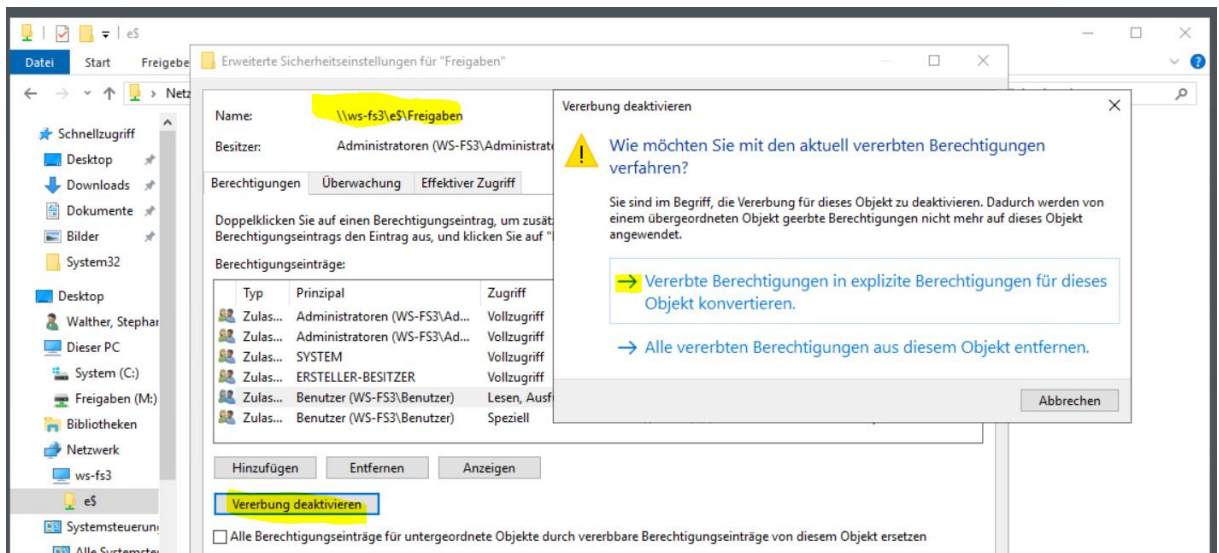 e$
Datei Start Freigebe
Netz
Schnellzugriff
Desktop
Downloads
Dokumente
Bilder
System32
Desktop
Walther, Stephan
Dieser PC
System (C:)
Freigaben (M:)
Bibliotheken
Netzwerk
ws-fs3
e$
Systemsteuerun
Alle Systemste
Erweiterte Sicherheitseinstellungen für "Freigaben"
Name: \\ws-fs3\e$\Freigaben
Besitzer: Administratoren (WS-FS3\Administrato
Berechtigungen Überwachung Effektiver Zugriff
Doppelklicken Sie auf einen Berechtigungseintrag, um zusät
Berechtigungseintrags den Eintrag aus, und klicken Sie auf "
Berechtigungseinträge:
Typ Prinzipal Zugriff
Zulas... Administratoren (WS-FS3\Ad... Vollzugriff
Zulas... Administratoren (WS-FS3\Ad... Vollzugriff
Zulas... SYSTEM Vollzugriff
Zulas... ERSTELLER-BESITZER Vollzugriff
Zulas... Benutzer (WS-FS3\Benutzer) Lesen, Ausf
Zulas... Benutzer (WS-FS3\Benutzer) Speziell
Hinzufügen Entfernen Anzeigen
Vererbung deaktivieren
Alle Berechtigungseinträge für untergeordnete Objekte durch vererbbare Berechtigungseinträge von diesem Objekt ersetzen
Vererbung deaktivieren
Wie möchten Sie mit den aktuell vererbten Berechtigungen
verfahren?
Sie sind im Begriff, die Vererbung für dieses Objekt zu deaktivieren. Dadurch werden von
einem übergeordneten Objekt geerbte Berechtigungen nicht mehr auf dieses Objekt
angewendet.
Vererbte Berechtigungen in explizite Berechtigungen für dieses
Objekt konvertieren.
Alle vererbten Berechtigungen aus diesem Objekt entfernen.
Abbrechen